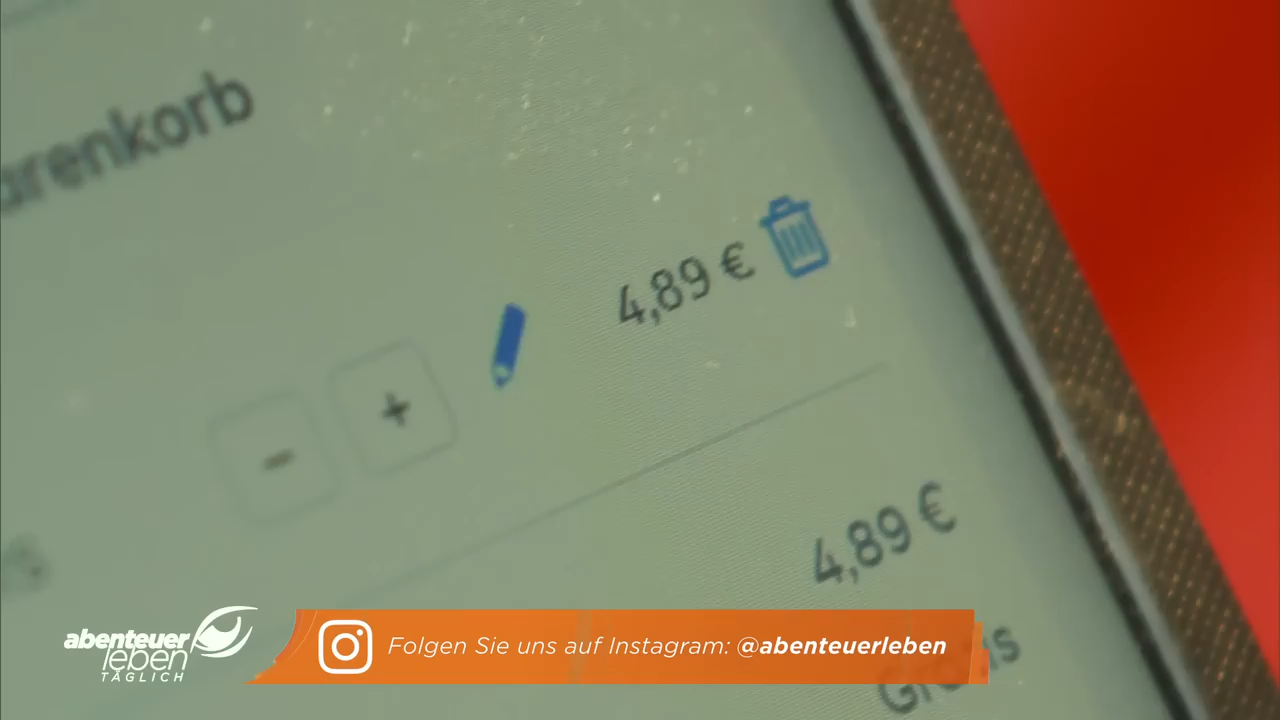 arenkorb
4,89 €
- +
4,89 €
abenteuer
leben
TÄGLICH
Folgen Sie uns auf Instagram: @abenteuerleben